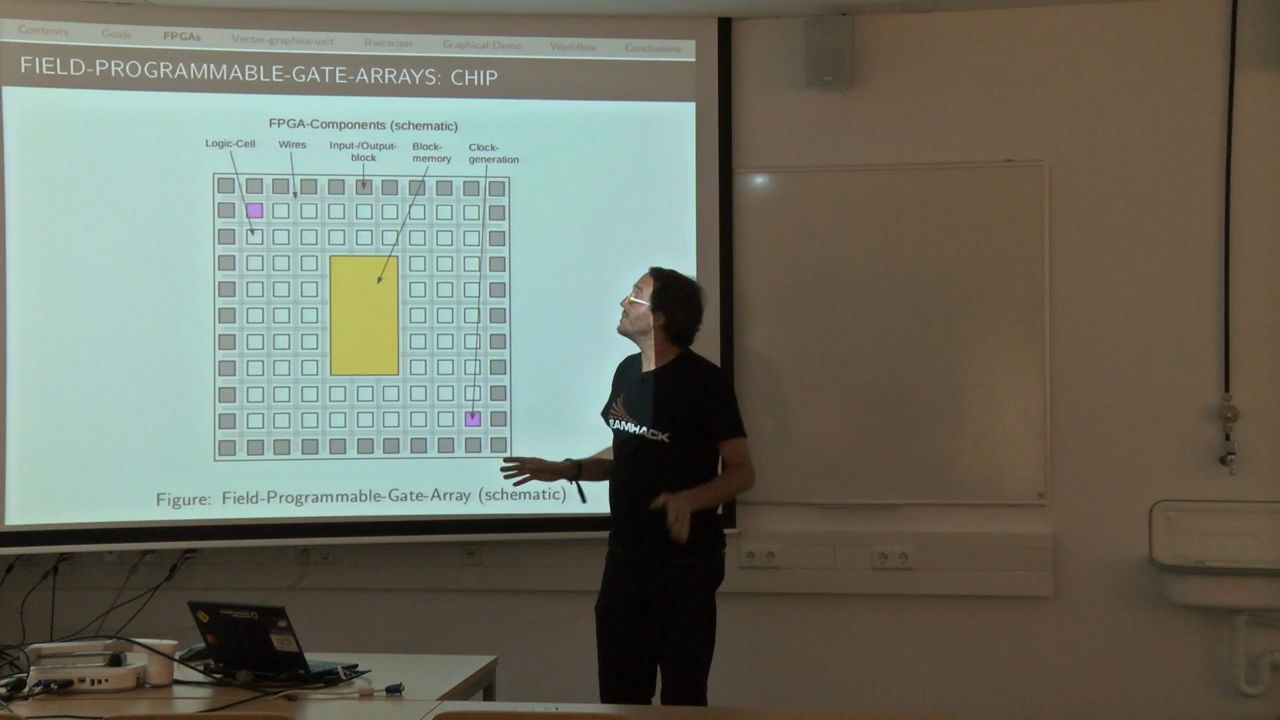 Contents Goals FPGAs Vector-graphics-unit Rasterizer Graphical Demo Workflow Conclusions
FIELD-PROGRAMMABLE-GATE-ARRAYS: CHIP
FPGA-Components (schematic)
Logic-Cell
Wires
Input-/Output-
block
Block-
memory
Clock-
generation
Figure: Field-Programmable-Gate-Array (schematic)
EAMHACK